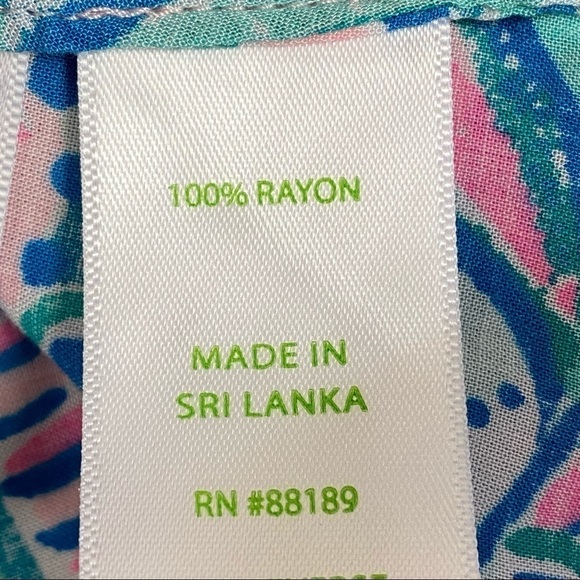 100% RAYON
MADE IN
SRI LANKA
RN #88189